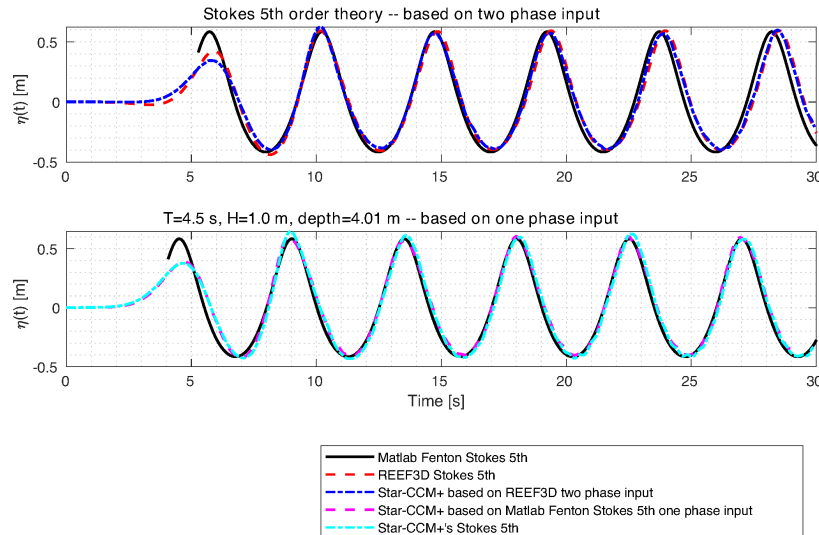 Stokes 5th order theory -- based on two phase input
0.5
0
-0.5
η(t) [m]
0 5 10 15 20 25 30
T=4.5 s, H=1.0 m, depth=4.01 m -- based on one phase input
0.5
0
-0.5
η(t) [m]
0 5 10 15 20 25 30
Time [s]
Matlab Fenton Stokes 5th
REEF3D Stokes 5th
Star-CCM+ based on REEF3D two phase input
Star-CCM+ based on Matlab Fenton Stokes 5th one phase input
Star-CCM+'s Stokes 5th